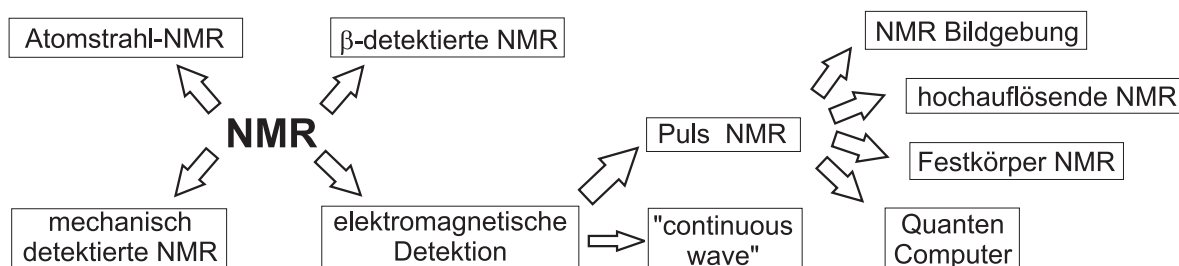 Atomstrahl-NMR
β-detektierte NMR
NMR Bildgebung
hochauflösende NMR
NMR
Puls NMR
Festkörper NMR
mechanisch
detektierte NMR
elektromagnetische
Detektion
"continuous
wave"
Quanten
Computer